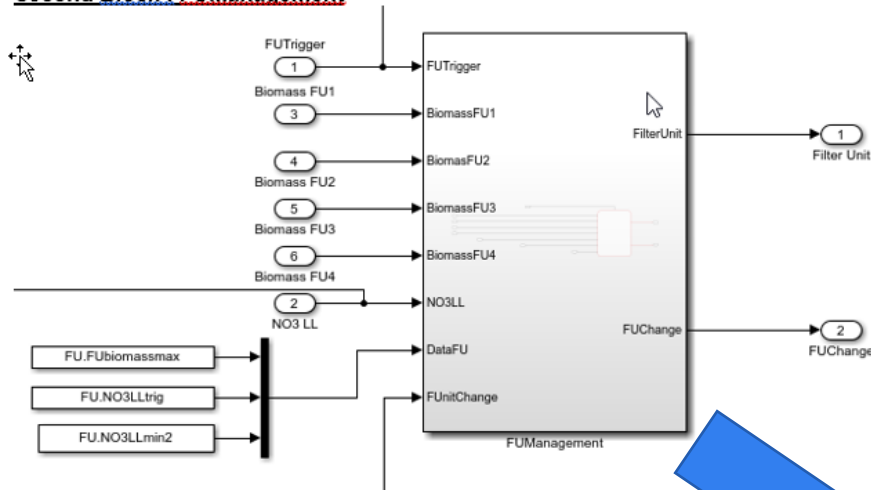 FUTrigger
1
Biomass FU1
3
4
Biomass FU2
5
Biomass FU3
6
Biomass FU4
2
NO3 LL
FU.FUbiomassmax
FU.NO3LLtrig
FU.NO3LLmin2
FUTrigger
BiomassFU1
BiomasFU2
BiomassFU3
BiomassFU4
NO3LL
DataFU
FUnitChange
FilterUnit
FUChange
FUManagement
1
Filter Unit
2
FUChange